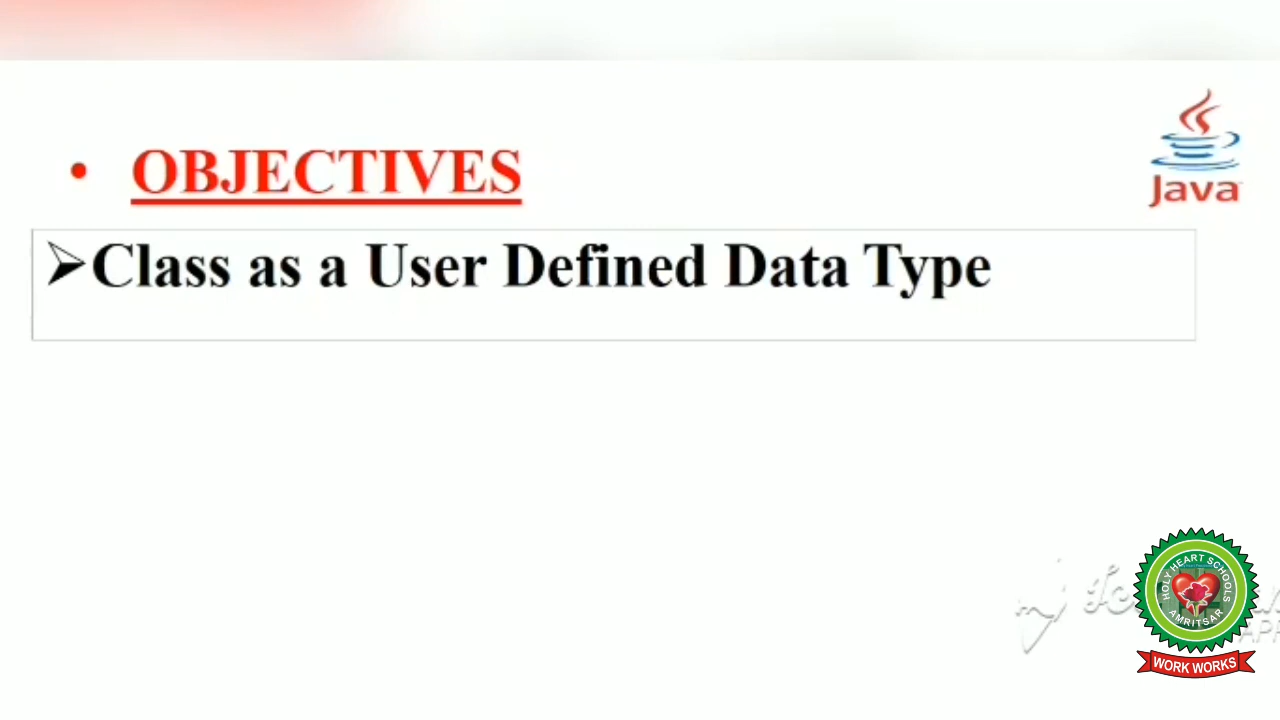 • OBJECTIVES
Java
➢Class as a User Defined Data Type
HOLY HEART SCHOOLS
AMRITSAR
WORK WORKS